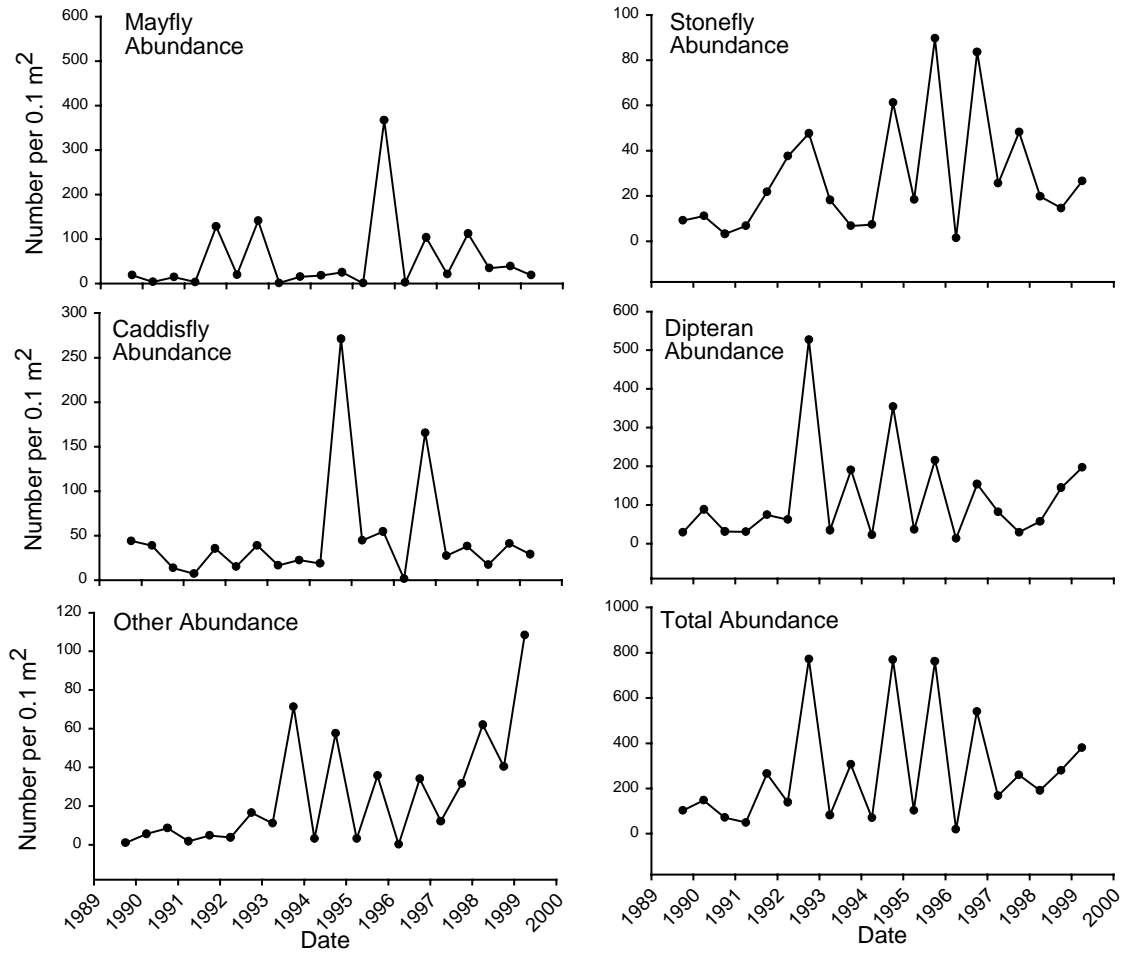 Mayfly
Abundance
Number per 0.1 m2
600
500
400
300
200
100
0
Stonefly
Abundance
100
80
60
40
20
0
Caddisfly
Abundance
Number per 0.1 m2
300
250
200
150
100
50
0
Dipteran
Abundance
600
500
400
300
200
100
0
Other Abundance
Number per 0.1 m2
120
100
80
60
40
20
0
1989 1990 1991 1992 1993 1994 1995 1996 1997 1998 1999 2000
Date
Total Abundance
1000
800
600
400
200
0
1989 1990 1991 1992 1993 1994 1995 1996 1997 1998 1999 2000
Date